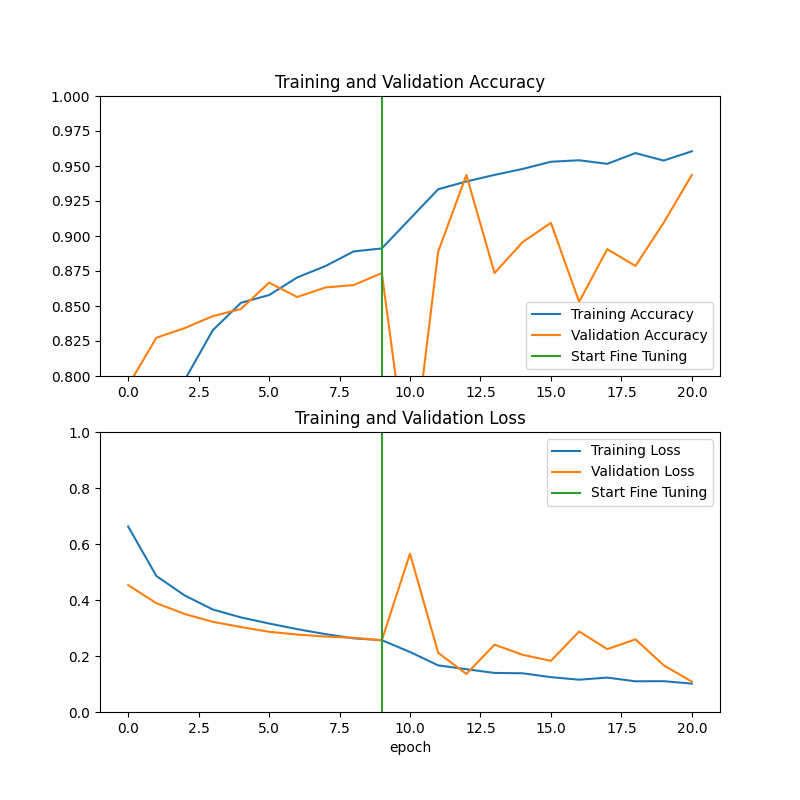 Training and Validation Accuracy
1.000
0.975
0.950
0.925
0.900
0.875
0.850
0.825
0.800
Training Accuracy
Validation Accuracy
Start Fine Tuning
0.0 2.5 5.0 7.5 10.0 12.5 15.0 17.5 20.0
Training and Validation Loss
1.0
0.8
0.6
0.4
0.2
0.0
Training Loss
Validation Loss
Start Fine Tuning
0.0 2.5 5.0 7.5 10.0 12.5 15.0 17.5 20.0
epoch